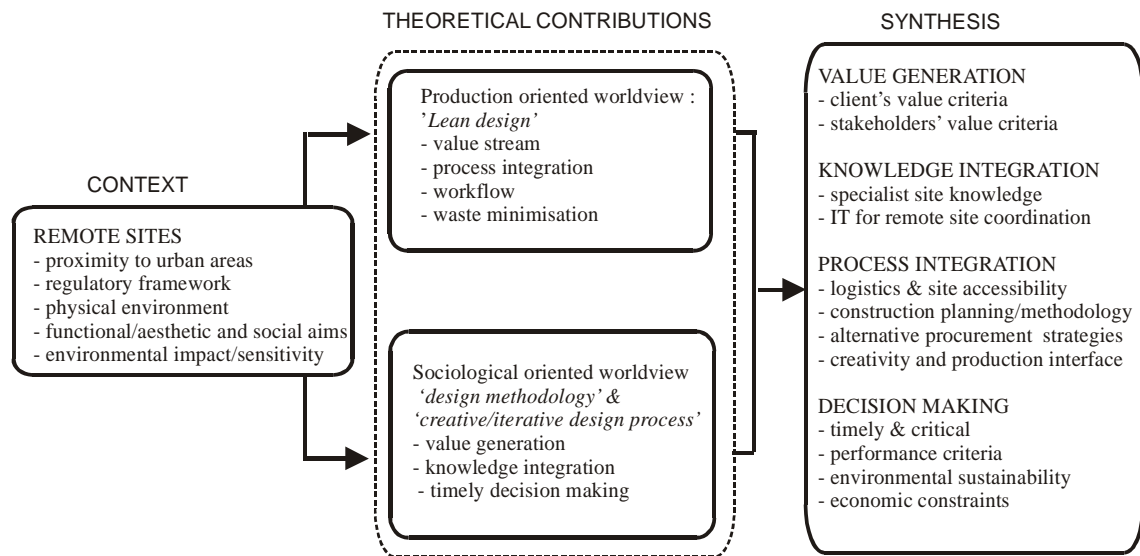 THEORETICAL CONTRIBUTIONS
SYNTHESIS
CONTEXT
REMOTE SITES
- proximity to urban areas
- regulatory framework
- physical environment
- functional/aesthetic and social aims
- environmental impact/sensitivity
Production oriented worldview :
’Lean design’
- value stream
- process integration
- workflow
- waste minimisation
Sociological oriented worldview
‘design methodology’ &
‘creative/iterative design process’
- value generation
- knowledge integration
- timely decision making
VALUE GENERATION
- client’s value criteria
- stakeholders’ value criteria
KNOWLEDGE INTEGRATION
- specialist site knowledge
- IT for remote site coordination
PROCESS INTEGRATION
- logistics & site accessibility
- construction planning/methodology
- alternative procurement strategies
- creativity and production interface
DECISION MAKING
- timely & critical
- performance criteria
- environmental sustainability
- economic constraints